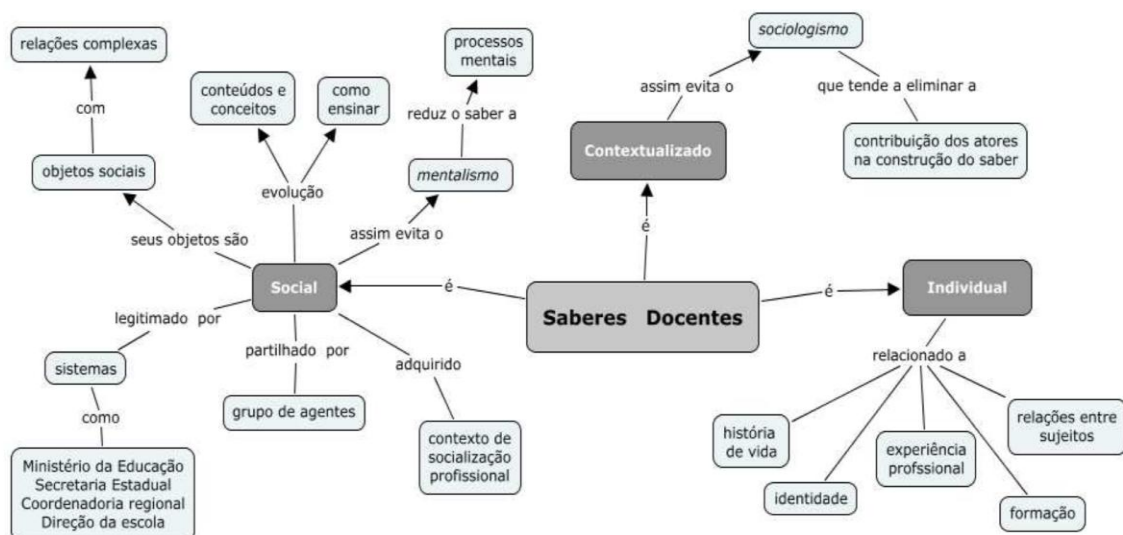 relações complexas
com
objetos sociais
seus objetos são
conteúdos e
conceitos
como
ensinar
evolução
processos
mentais
reduz o saber a
mentalismo
assim evita o
Social
é
legitimado por
sistemas
como
Ministério da Educação
Secretaria Estadual
Coordenadoria regional
Direção da escola
partilhado por
grupo de agentes
adquirido
contexto de
socialização
profissional
Saberes Docentes
é
Contextualizado
assim evita o
sociologismo
que tende a eliminar a
contribuição dos atores
na construção do saber
é
Individual
relacionado a
história
de vida
identidade
experiência
profssional
formação
relações entre
sujeitos